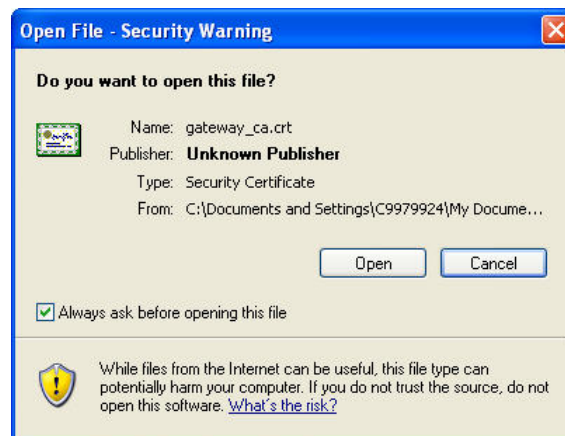 Open File - Security Warning
Do you want to open this file?
Name: gateway_ca.crt
Publisher: Unknown Publisher
Type: Security Certificate
From: C:\Documents and Settings\C9979924\My Docume...
Open Cancel
Always ask before opening this file
While files from the Internet can be useful, this file type can
potentially harm your computer. If you do not trust the source, do not
open this software. What's the risk?